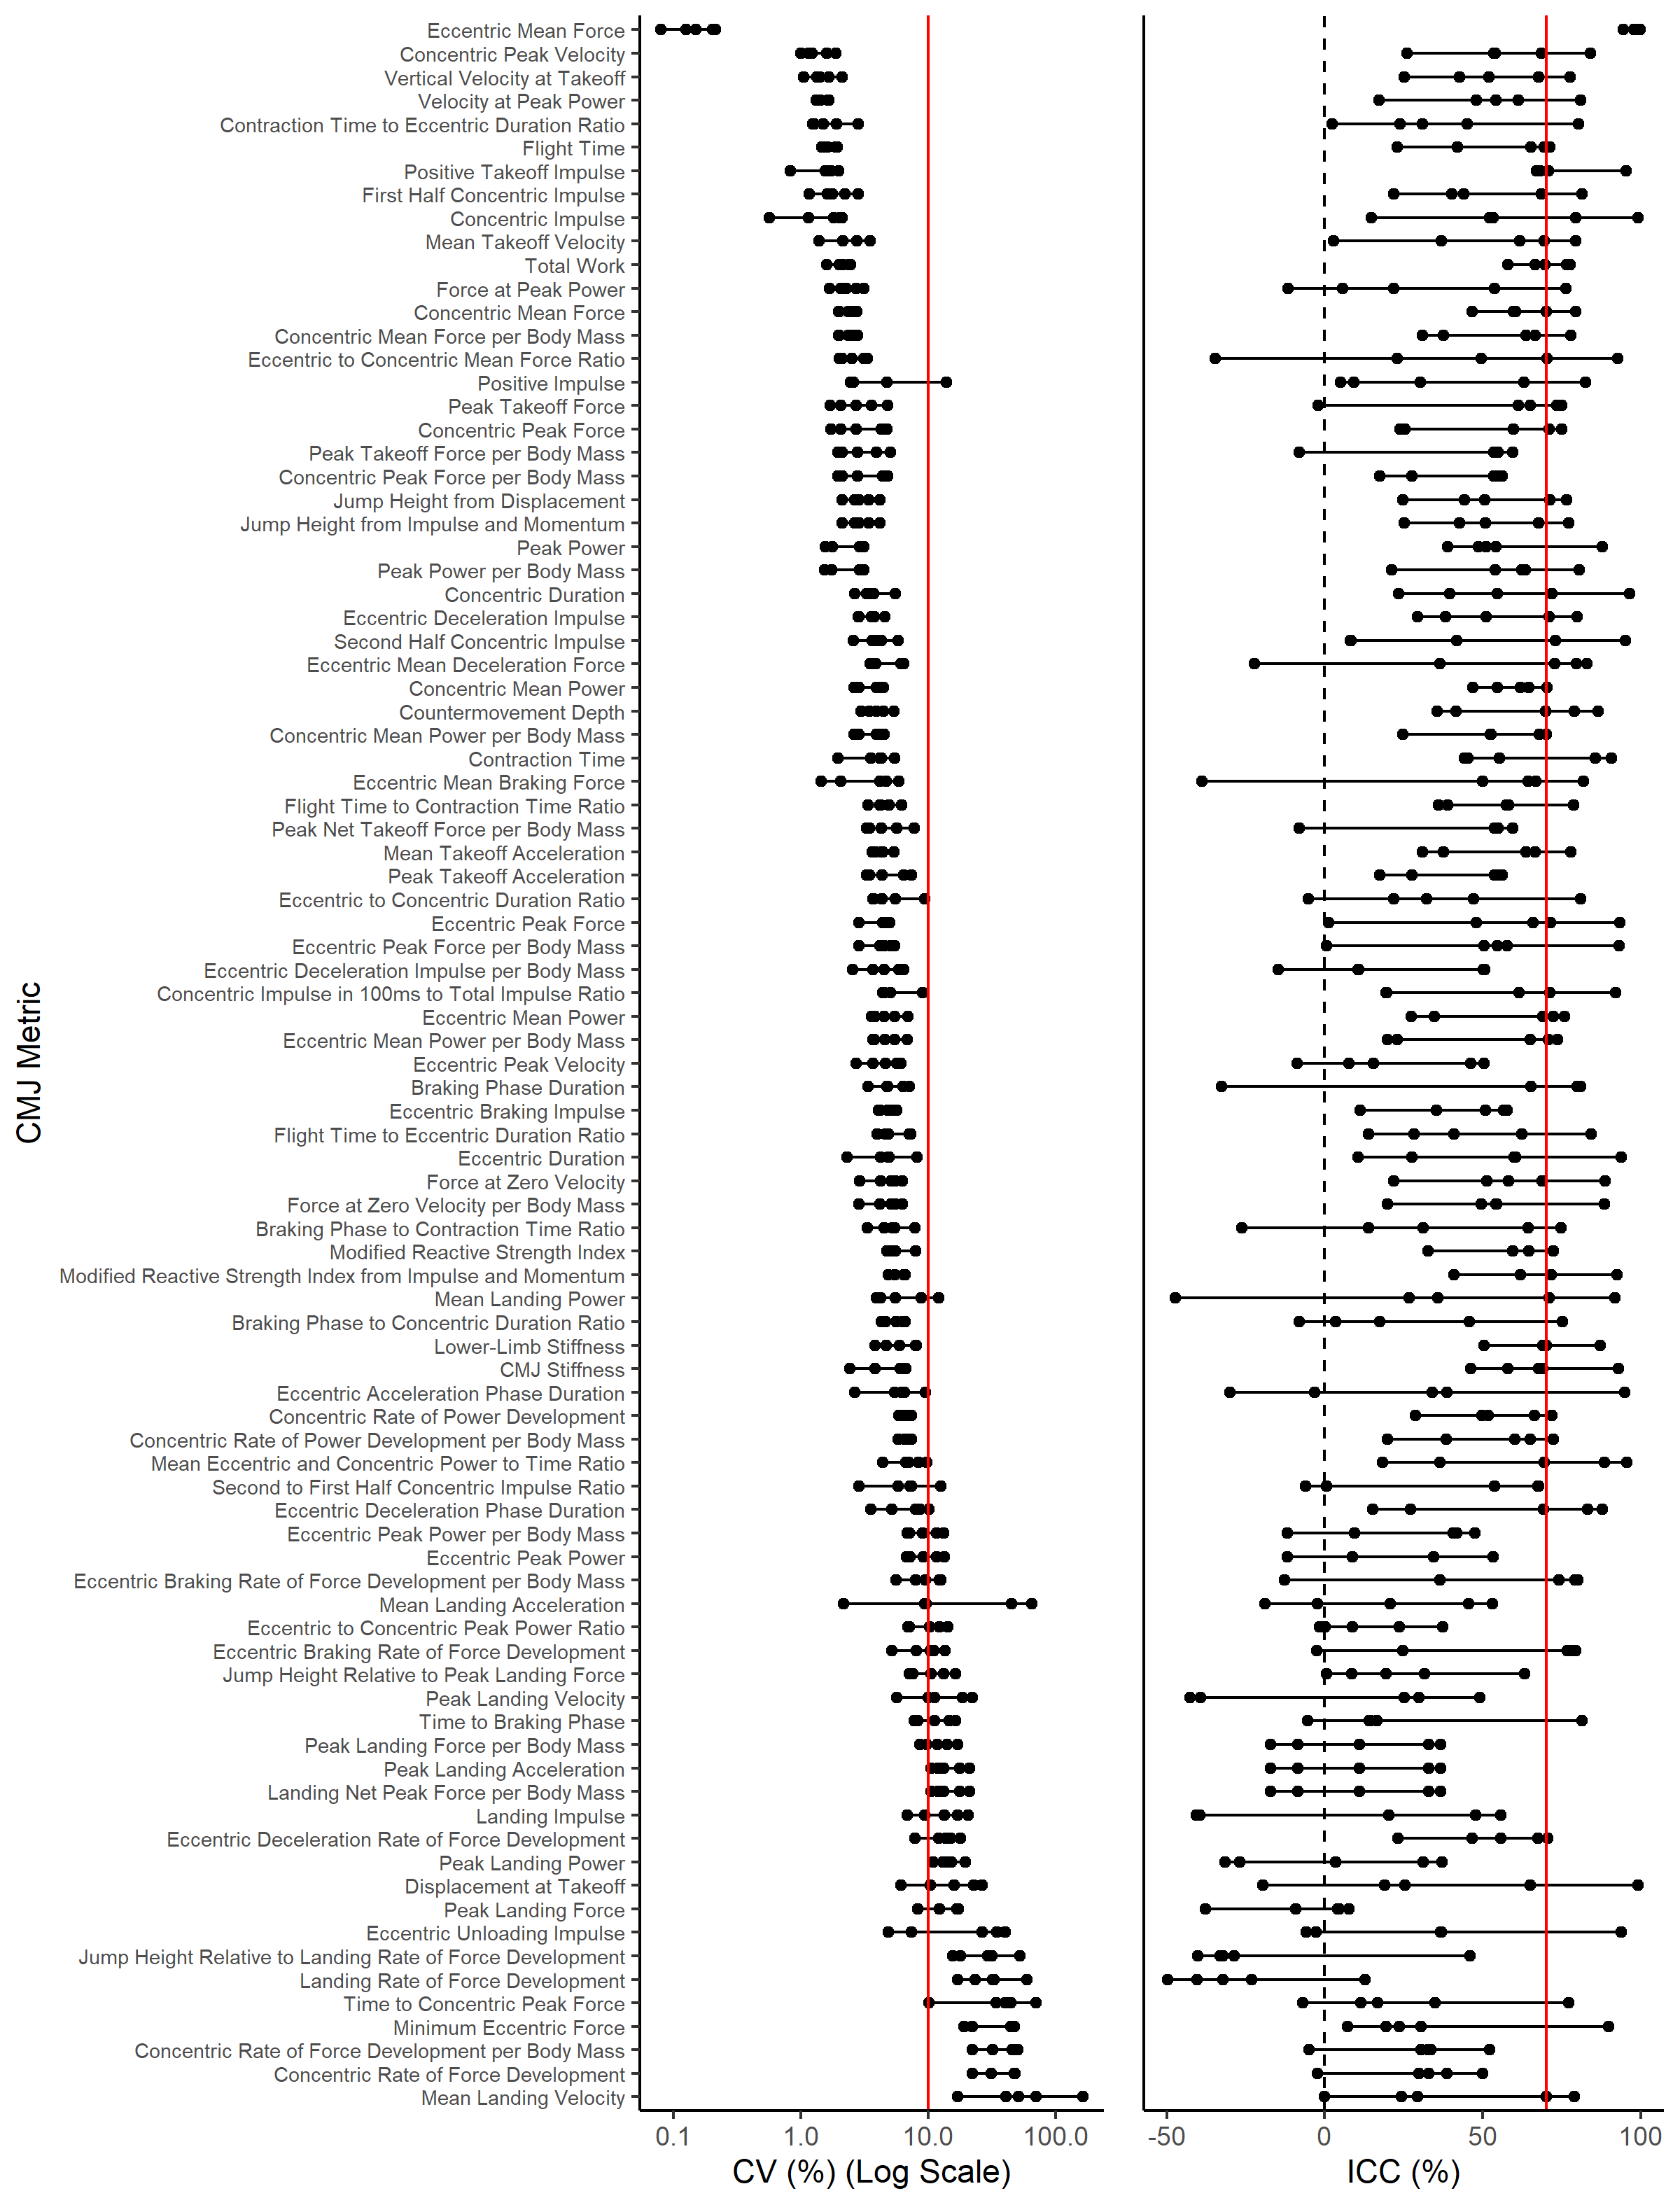 Eccentric Mean Force
Concentric Peak Velocity
Vertical Velocity at Takeoff
Velocity at Peak Power
Contraction Time to Eccentric Duration Ratio
Flight Time
Positive Takeoff Impulse
First Half Concentric Impulse
Concentric Impulse
Mean Takeoff Velocity
Total Work
Force at Peak Power
Concentric Mean Force
Concentric Mean Force per Body Mass
Eccentric to Concentric Mean Force Ratio
Positive Impulse
Peak Takeoff Force
Concentric Peak Force
Peak Takeoff Force per Body Mass
Concentric Peak Force per Body Mass
Jump Height from Displacement
Jump Height from Impulse and Momentum
Peak Power
Peak Power per Body Mass
Concentric Duration
Eccentric Deceleration Impulse
Second Half Concentric Impulse
Eccentric Mean Deceleration Force
Concentric Mean Power
Countermovement Depth
Concentric Mean Power per Body Mass
Contraction Time
Eccentric Mean Braking Force
Flight Time to Contraction Time Ratio
Peak Net Takeoff Force per Body Mass
Mean Takeoff Acceleration
Peak Takeoff Acceleration
Eccentric to Concentric Duration Ratio
Eccentric Peak Force
Eccentric Peak Force per Body Mass
Eccentric Deceleration Impulse per Body Mass
Concentric Impulse in 100ms to Total Impulse Ratio
Eccentric Mean Power
Eccentric Mean Power per Body Mass
Eccentric Peak Velocity
Braking Phase Duration
Eccentric Braking Impulse
Flight Time to Eccentric Duration Ratio
Eccentric Duration
Force at Zero Velocity
Force at Zero Velocity per Body Mass
Braking Phase to Contraction Time Ratio
Modified Reactive Strength Index
Modified Reactive Strength Index from Impulse and Momentum
Mean Landing Power
Braking Phase to Concentric Duration Ratio
Lower-Limb Stiffness
CMJ Stiffness
Eccentric Acceleration Phase Duration
Concentric Rate of Power Development
Concentric Rate of Power Development per Body Mass
Mean Eccentric and Concentric Power to Time Ratio
Second to First Half Concentric Impulse Ratio
Eccentric Deceleration Phase Duration
Eccentric Peak Power per Body Mass
Eccentric Peak Power
Eccentric Braking Rate of Force Development per Body Mass
Mean Landing Acceleration
Eccentric to Concentric Peak Power Ratio
Eccentric Braking Rate of Force Development
Jump Height Relative to Peak Landing Force
Peak Landing Velocity
Time to Braking Phase
Peak Landing Force per Body Mass
Peak Landing Acceleration
Landing Net Peak Force per Body Mass
Landing Impulse
Eccentric Deceleration Rate of Force Development
Peak Landing Power
Displacement at Takeoff
Peak Landing Force
Eccentric Unloading Impulse
Jump Height Relative to Landing Rate of Force Development
Landing Rate of Force Development
Time to Concentric Peak Force
Minimum Eccentric Force
Concentric Rate of Force Development per Body Mass
Concentric Rate of Force Development
Mean Landing Velocity
CMJ Metric
0.1 1.0 10.0 100.0
CV (%) (Log Scale)
-50 0 50 100
ICC (%)